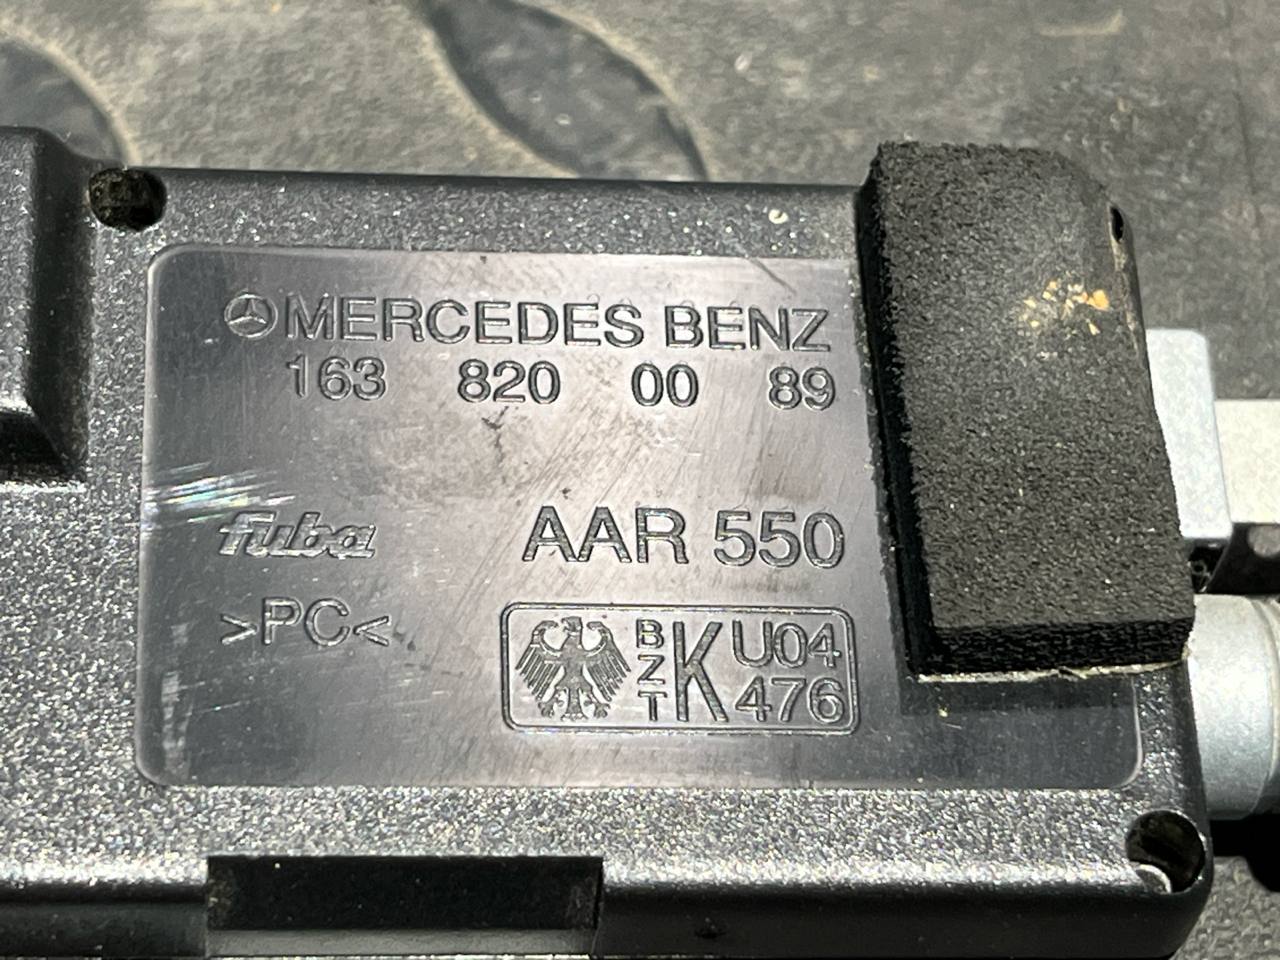 MERCEDES BENZ
163 820 00 89
fuba AAR 550
>PC< BZT K U04 476